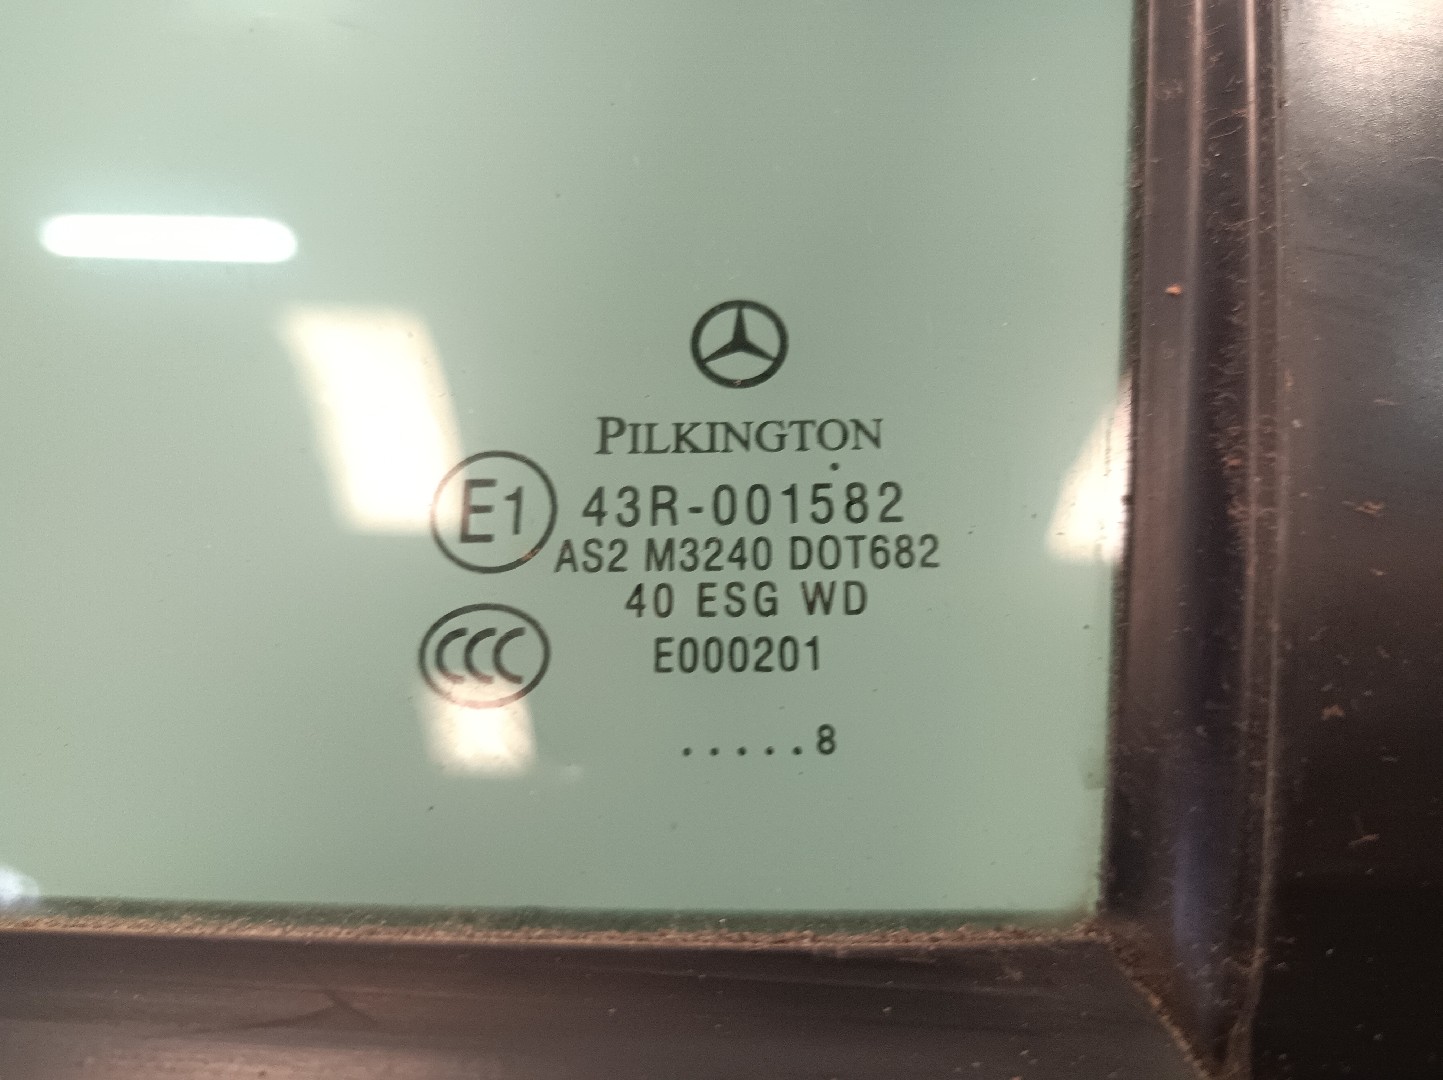 PILKINGTON
E1 43R-001582
AS2 M3240 DOT682
40 ESG WD
CCC E000201
.....8